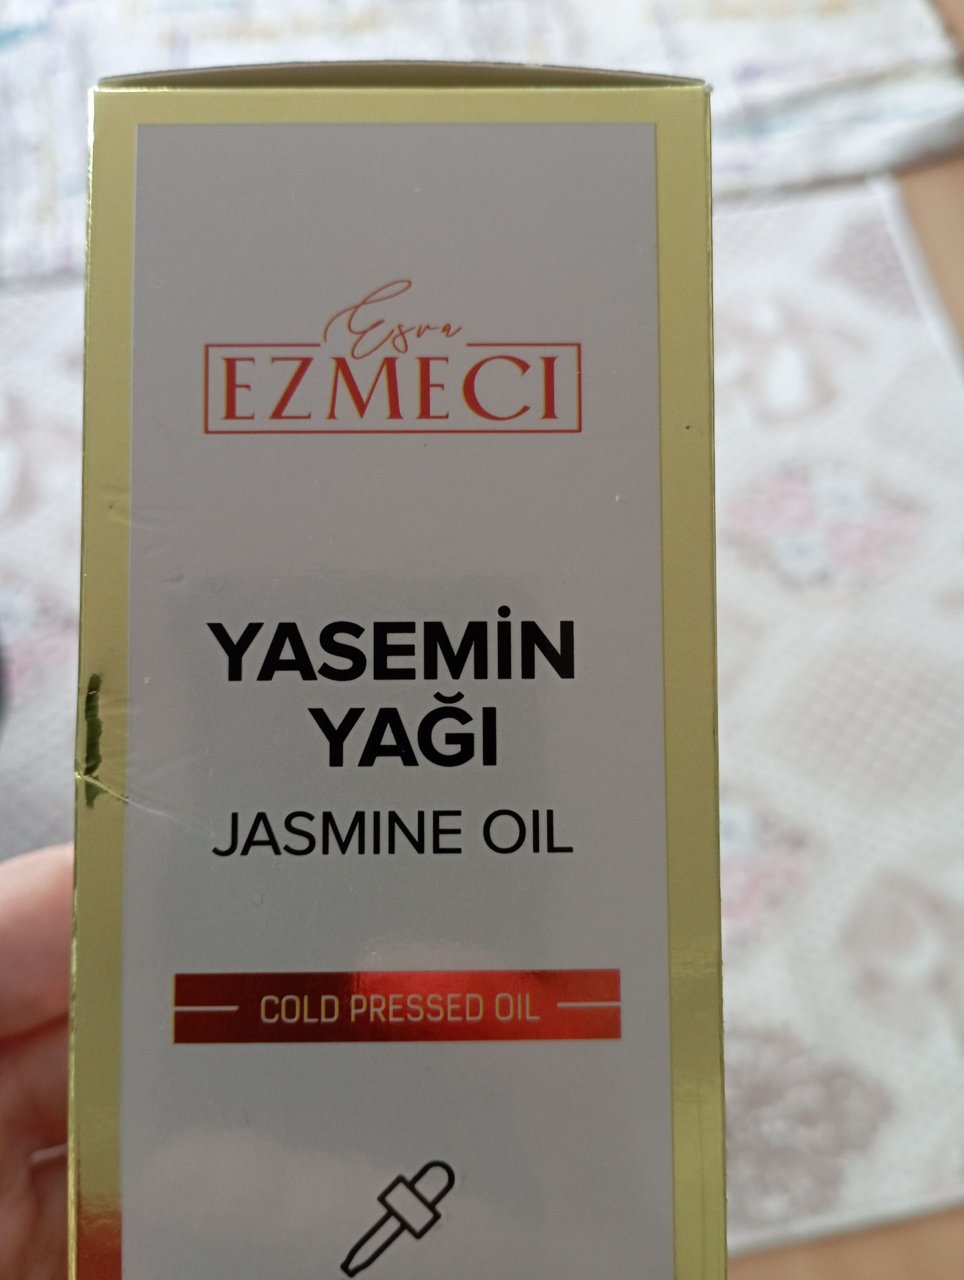 Esra
EZMECI
YASEMİN
YAĞI
JASMINE OIL
COLD PRESSED OIL